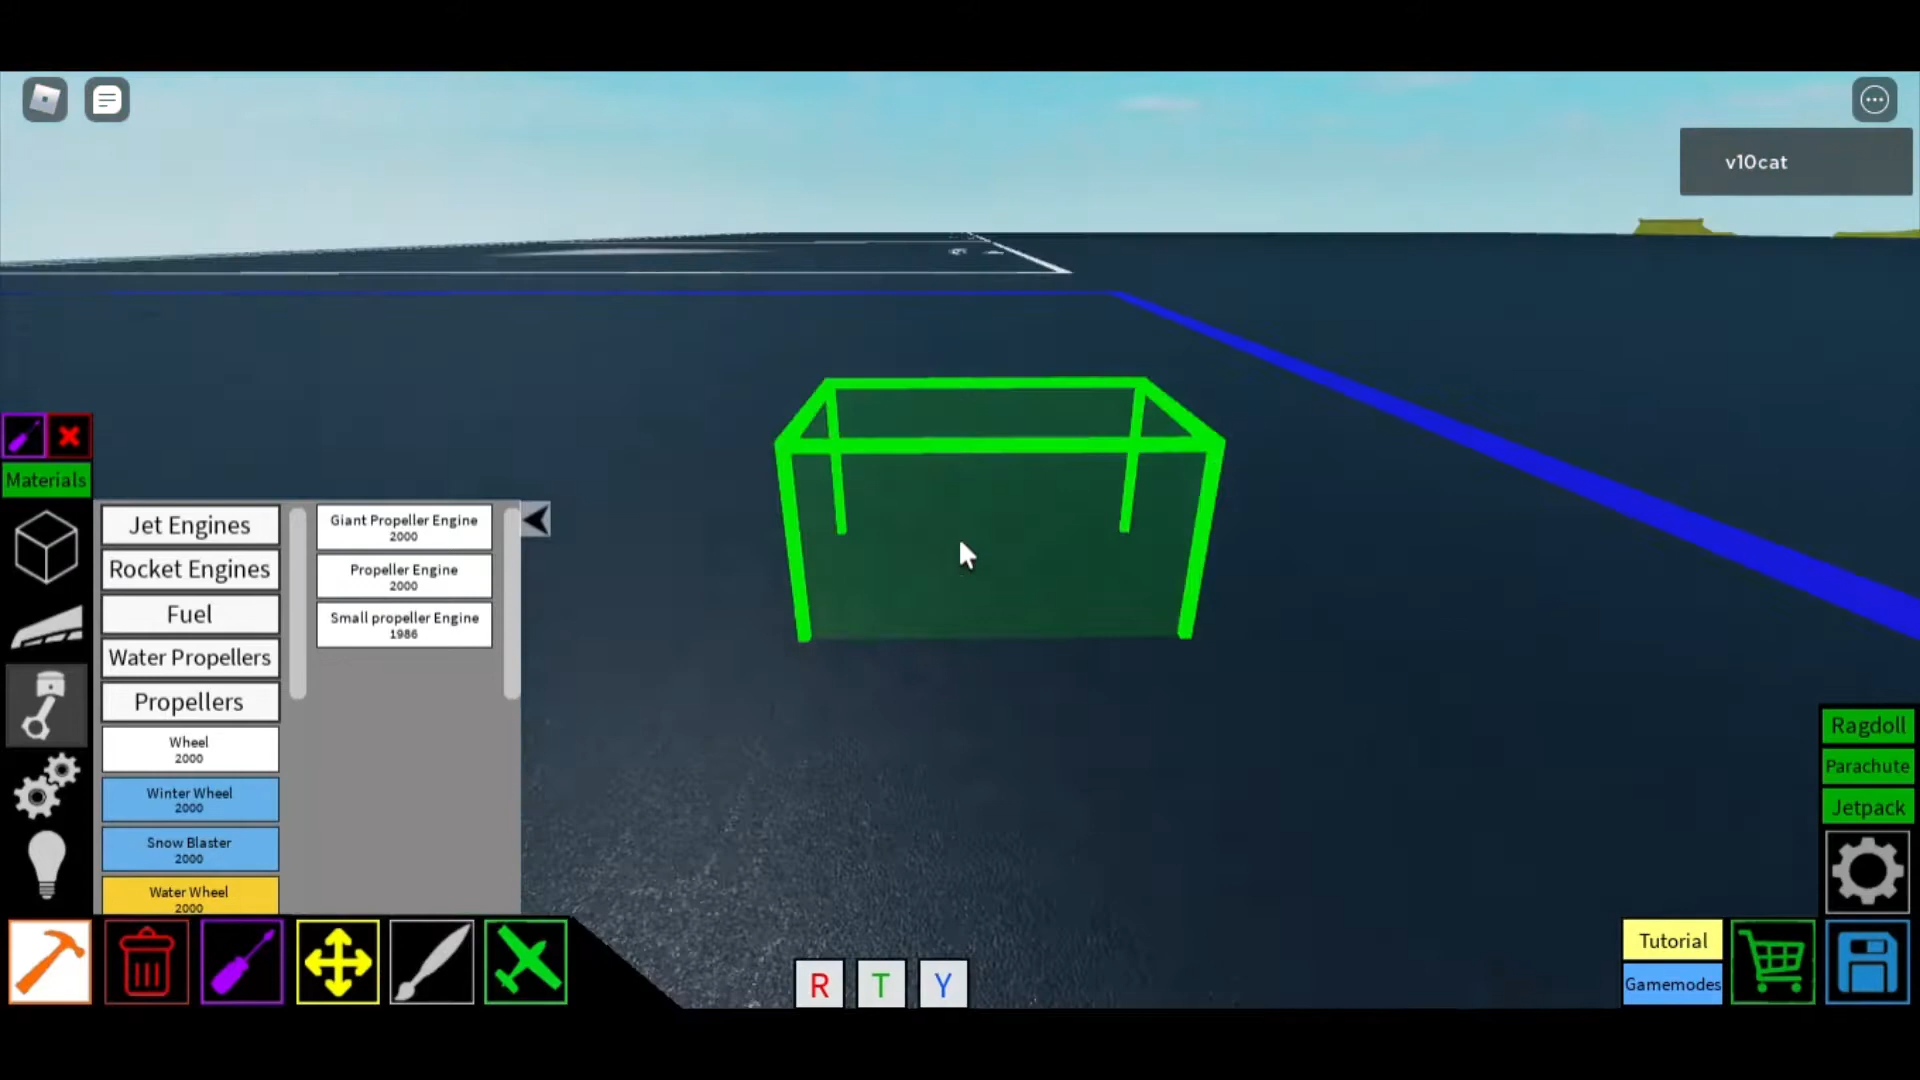 v10cat
Materials
Jet Engines
Rocket Engines
Fuel
Water Propellers
Propellers
Wheel
2000
Winter Wheel
2000
Snow Blaster
2000
Water Wheel
2000
Giant Propeller Engine
2000
Propeller Engine
2000
Small propeller Engine
1986
Ragdoll
Parachute
Jetpack
Tutorial
Gamemodes
R T Y